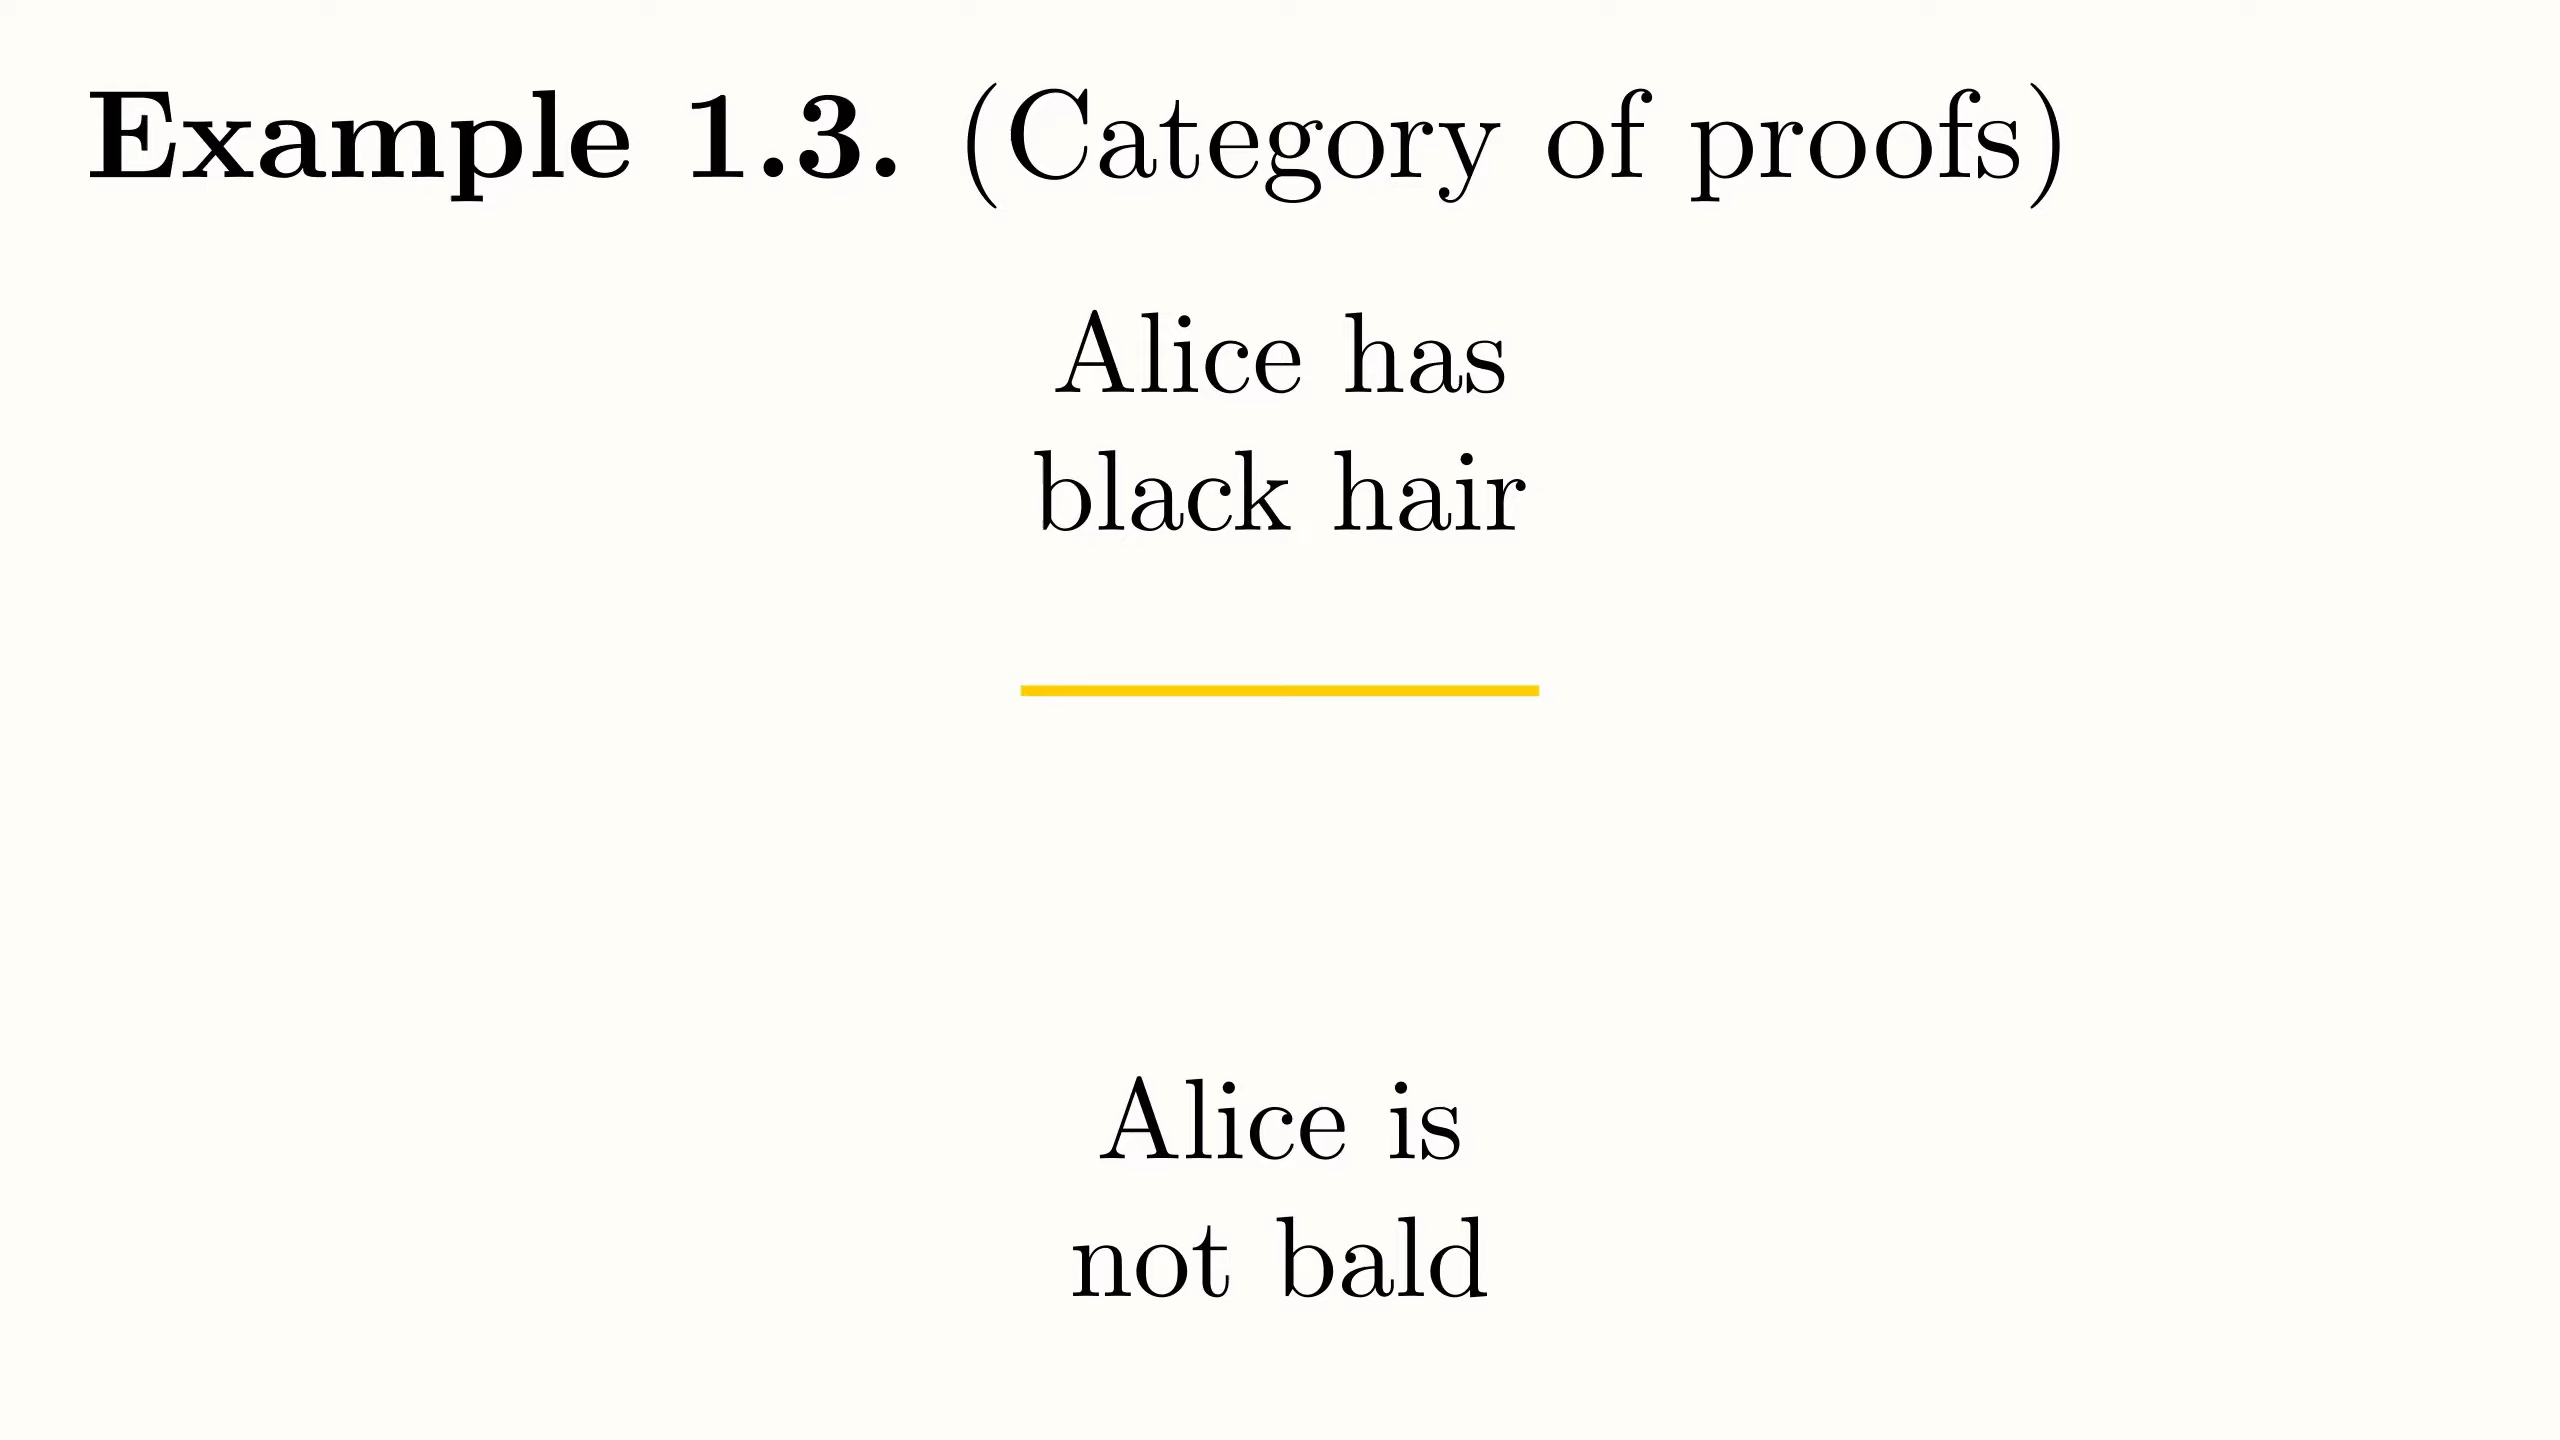 Example 1.3. (Category of proofs)
Alice has
black hair
Alice is
not bald